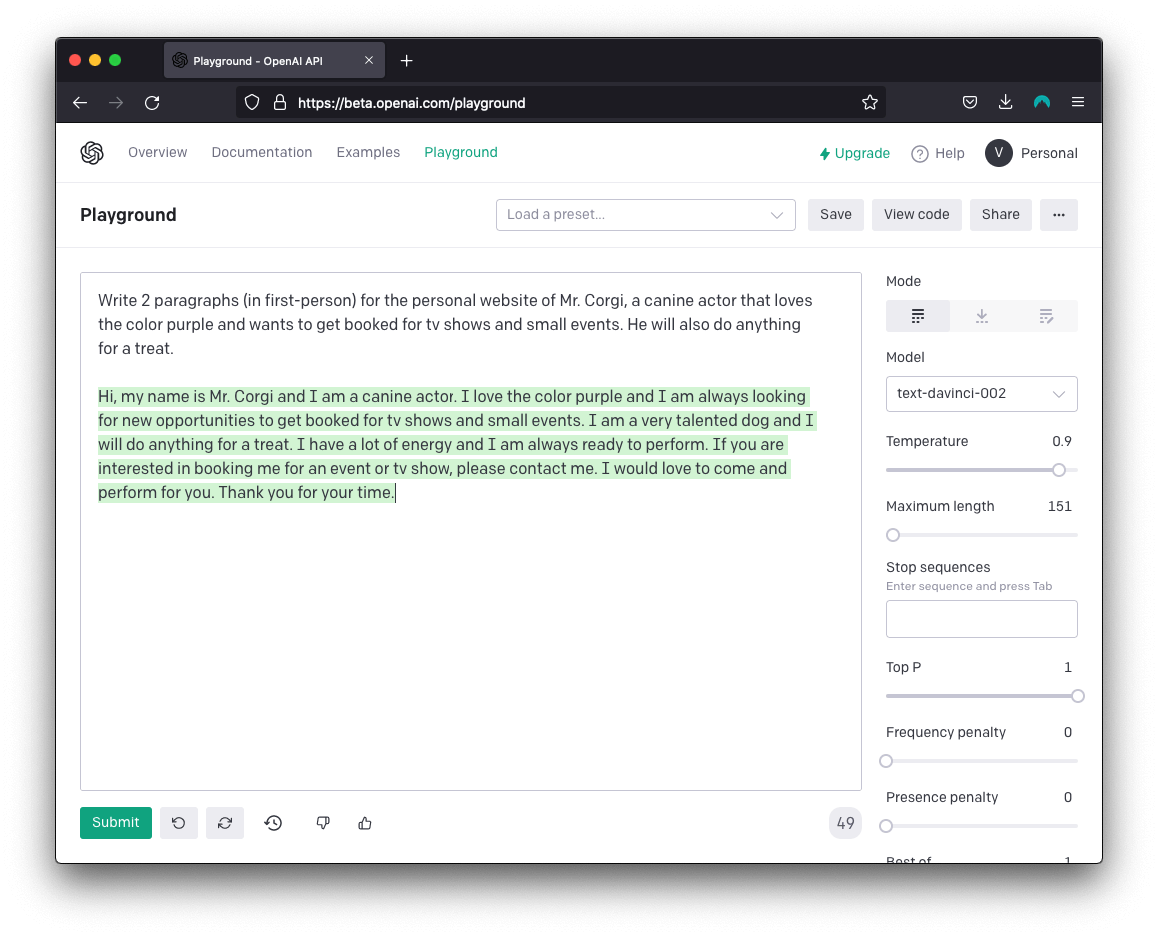 Playground - OpenAI API
https://beta.openai.com/playground
Overview Documentation Examples Playground Upgrade Help V Personal
Playground Load a preset... Save View code Share ...
Write 2 paragraphs (in first-person) for the personal website of Mr. Corgi, a canine actor that loves
the color purple and wants to get booked for tv shows and small events. He will also do anything
for a treat.
Hi, my name is Mr. Corgi and I am a canine actor. I love the color purple and I am always looking
for new opportunities to get booked for tv shows and small events. I am a very talented dog and I
will do anything for a treat. I have a lot of energy and I am always ready to perform. If you are
interested in booking me for an event or tv show, please contact me. I would love to come and
perform for you. Thank you for your time.
Submit 49
Mode
Model
text-davinci-002
Temperature 0.9
Maximum length 151
Stop sequences
Enter sequence and press Tab
Top P 1
Frequency penalty 0
Presence penalty 0
Best of 1